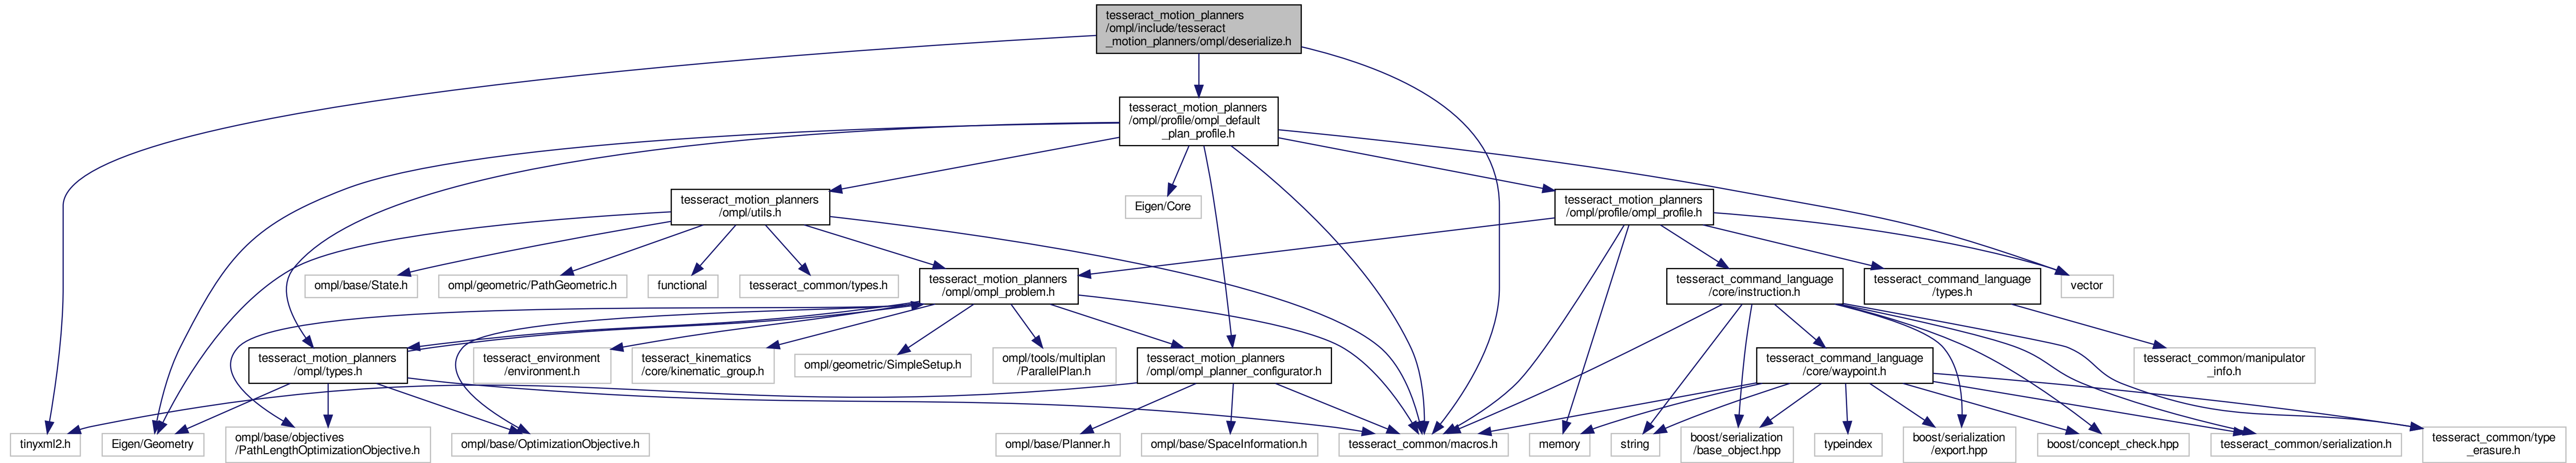 tesseract_motion_planners
/ompl/include/tesseract
_motion_planners/ompl/deserialize.h
tesseract_motion_planners
/ompl/profile/ompl_default
_plan_profile.h
tesseract_motion_planners
/ompl/utils.h
Eigen/Core
tesseract_motion_planners
/ompl/profile/ompl_profile.h
ompl/base/State.h
ompl/geometric/PathGeometric.h
functional
tesseract_common/types.h
tesseract_motion_planners
/ompl/ompl_problem.h
tesseract_command_language
/core/instruction.h
tesseract_command_language
/types.h
vector
tesseract_motion_planners
/ompl/types.h
tesseract_environment
/environment.h
tesseract_kinematics
/core/kinematic_group.h
ompl/geometric/SimpleSetup.h
ompl/tools/multiplan
/ParallelPlan.h
tesseract_motion_planners
/ompl/ompl_planner_configurator.h
tesseract_command_language
/core/waypoint.h
tesseract_common/manipulator
_info.h
tinyxml2.h
Eigen/Geometry
ompl/base/objectives
/PathLengthOptimizationObjective.h
ompl/base/OptimizationObjective.h
ompl/base/Planner.h
ompl/base/SpaceInformation.h
tesseract_common/macros.h
memory
string
boost/serialization
/base_object.hpp
typeindex
boost/serialization
/export.hpp
boost/concept_check.hpp
tesseract_common/serialization.h
tesseract_common/type
_erasure.h